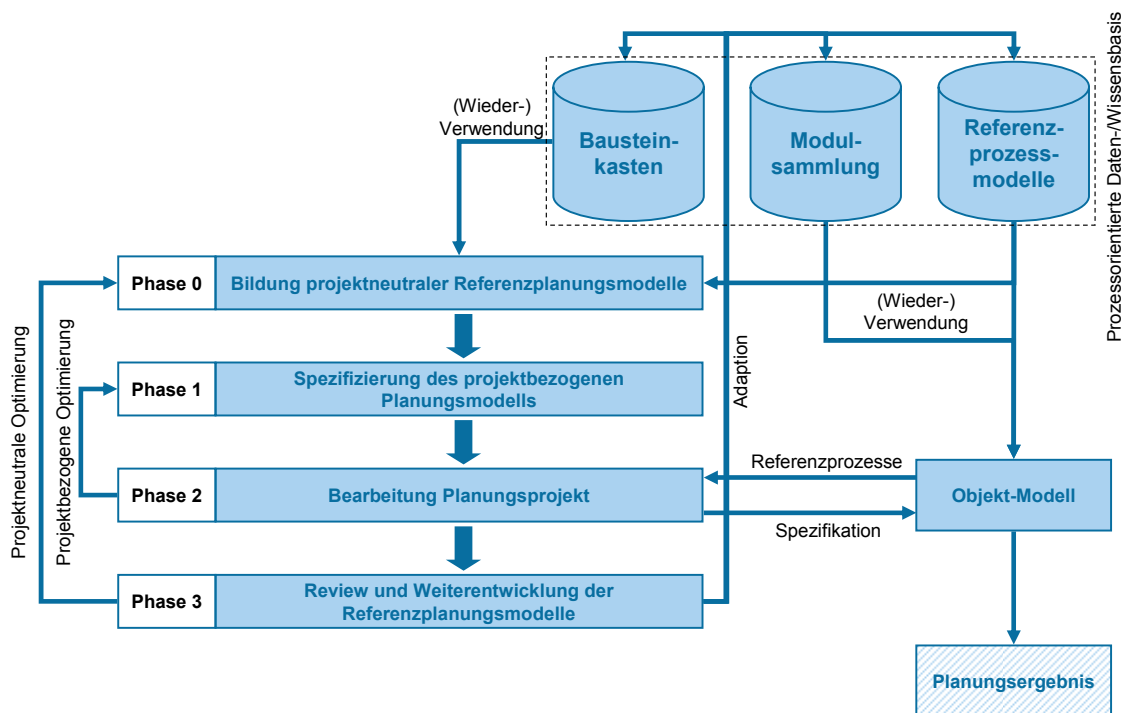 (Wieder-)
Verwendung
Baustein-
kasten
Modul-
sammlung
Referenz-
prozess-
modelle
Prozessorientierte Daten-/Wissensbasis
Phase 0
Bildung projektneutraler Referenzplanungsmodelle
(Wieder-)
Verwendung
Phase 1
Spezifizierung des projektbezogenen
Planungsmodells
Adaption
Projektneutrale Optimierung
Projektbezogene Optimierung
Phase 2
Bearbeitung Planungsprojekt
Referenzprozesse
Spezifikation
Objekt-Modell
Phase 3
Review und Weiterentwicklung der
Referenzplanungsmodelle
Planungsergebnis